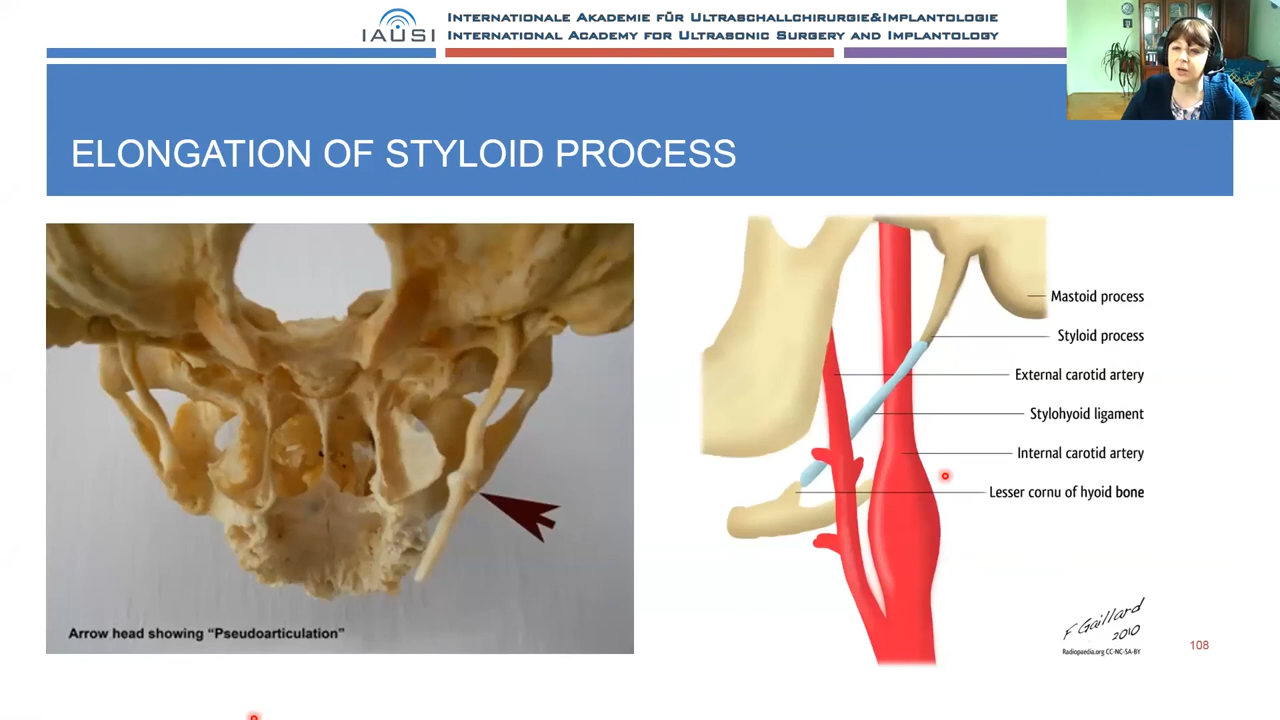 IAUSI
INTERNATIONALE AKADEMIE FÜR ULTRASCHALLCHIRURGIE&IMPLANTOLOGIE
INTERNATIONAL ACADEMY FOR ULTRASONIC SURGERY AND IMPLANTOLOGY
ELONGATION OF STYLOID PROCESS
Arrow head showing “Pseudoarticulation”
Mastoid process
Styloid process
External carotid artery
Stylohyoid ligament
Internal carotid artery
Lesser cornu of hyoid bone
F Gaillard
2010
Radiopaedia.org CC-NC-SA-BY
108